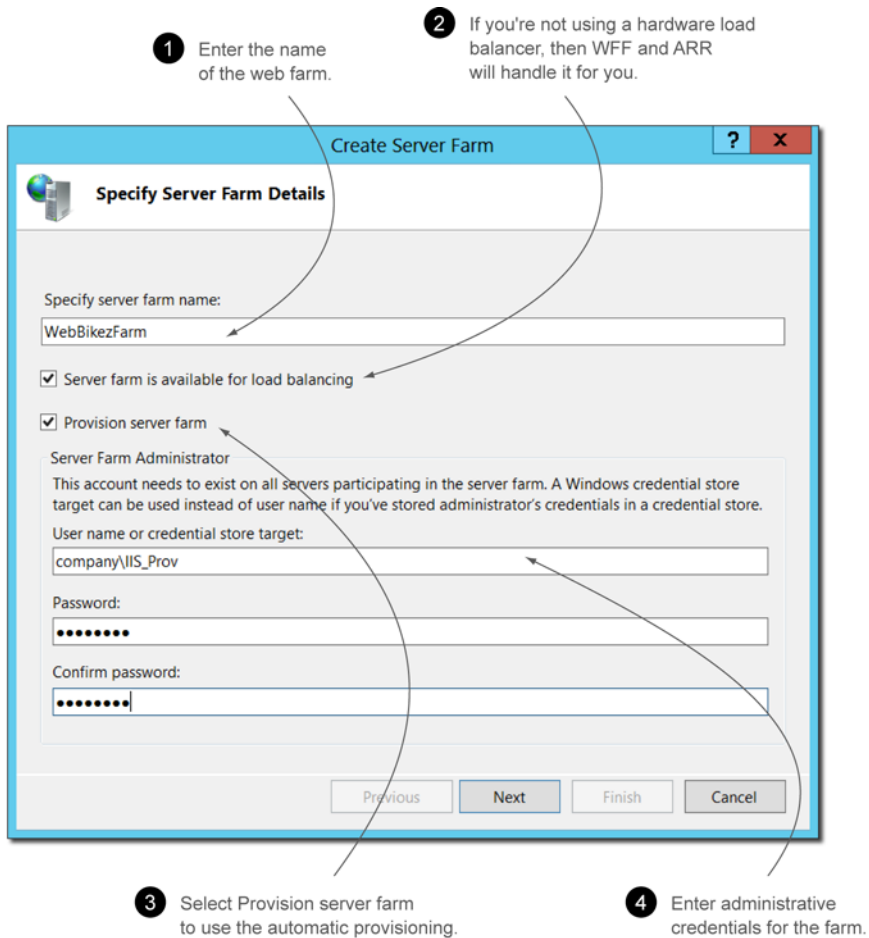 1 Enter the name
of the web farm.
2 If you're not using a hardware load
balancer, then WFF and ARR
will handle it for you.
Create Server Farm
? X
Specify Server Farm Details
Specify server farm name:
WebBikezFarm
Server farm is available for load balancing
Provision server farm
Server Farm Administrator
This account needs to exist on all servers participating in the server farm. A Windows credential store
target can be used instead of user name if you've stored administrator's credentials in a credential store.
User name or credential store target:
company\IIS_Prov
Password:
••••••••
Confirm password:
••••••••
Previous Next Finish Cancel
3 Select Provision server farm
to use the automatic provisioning.
4 Enter administrative
credentials for the farm.